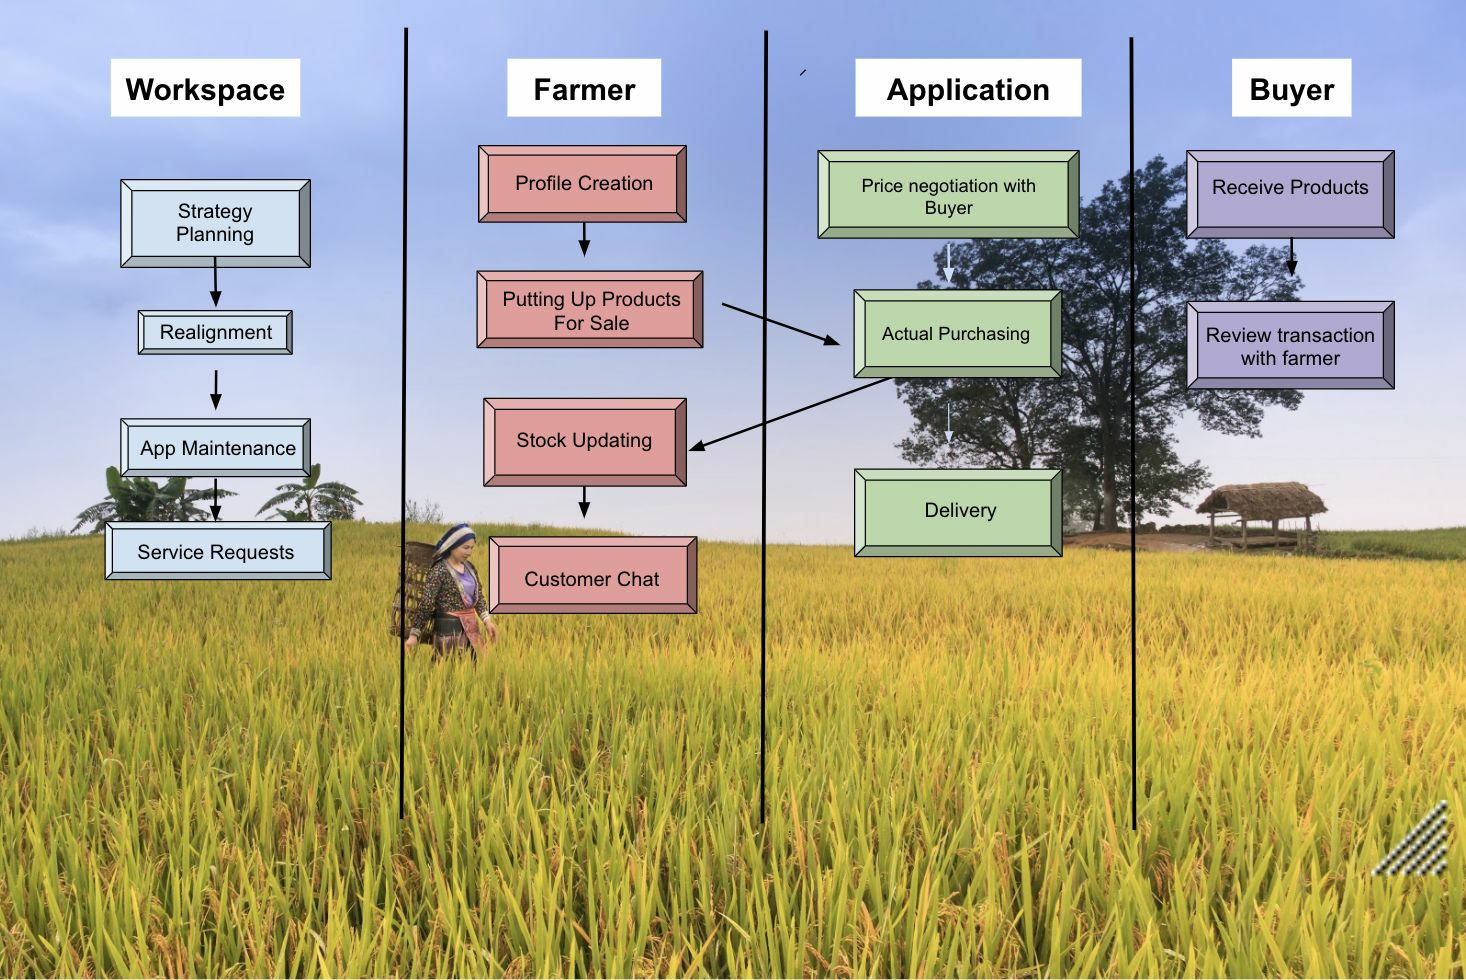 Workspace
Farmer
Application
Buyer
Strategy
Planning
Realignment
App Maintenance
Service Requests
Profile Creation
Putting Up Products
For Sale
Stock Updating
Customer Chat
Price negotiation with
Buyer
Actual Purchasing
Delivery
Receive Products
Review transaction
with farmer